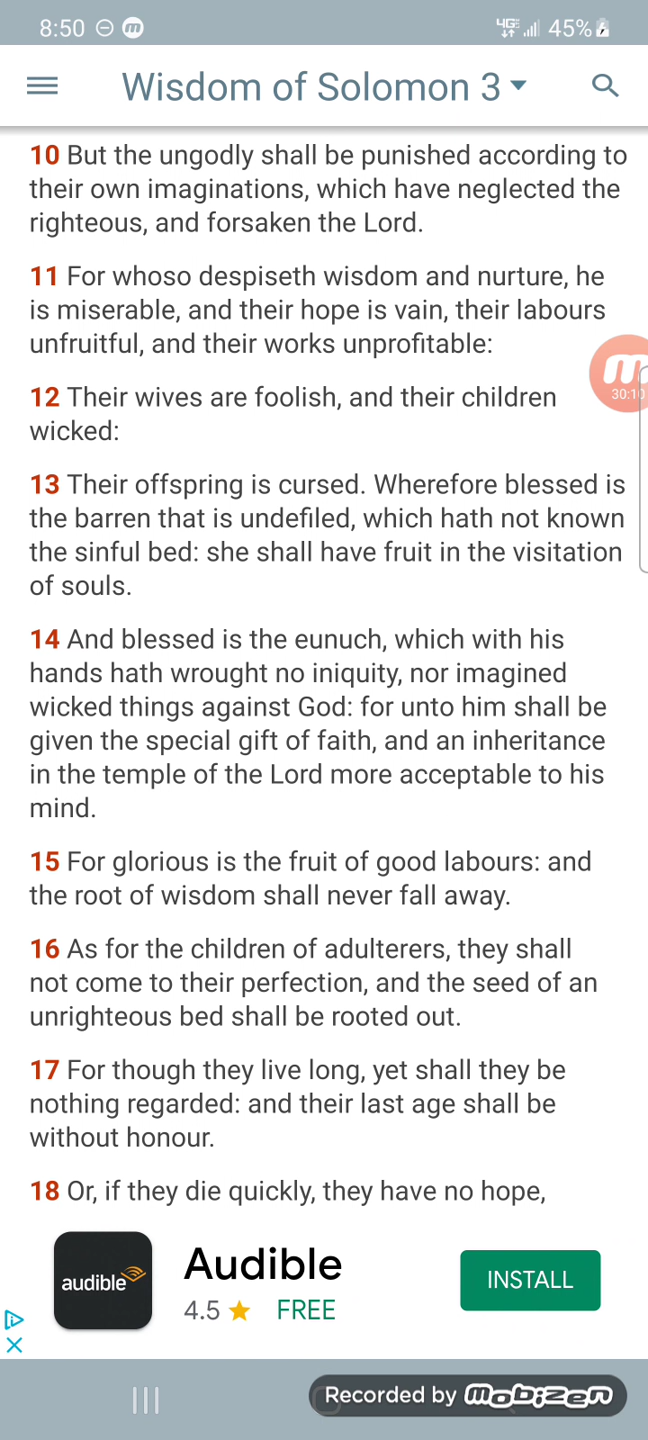 8:50 m 4GE 45%
Wisdom of Solomon 3
10 But the ungodly shall be punished according to
their own imaginations, which have neglected the
righteous, and forsaken the Lord.
11 For whoso despiseth wisdom and nurture, he
is miserable, and their hope is vain, their labours
unfruitful, and their works unprofitable:
m
30:10
12 Their wives are foolish, and their children
wicked:
13 Their offspring is cursed. Wherefore blessed is
the barren that is undefiled, which hath not known
the sinful bed: she shall have fruit in the visitation
of souls.
14 And blessed is the eunuch, which with his
hands hath wrought no iniquity, nor imagined
wicked things against God: for unto him shall be
given the special gift of faith, and an inheritance
in the temple of the Lord more acceptable to his
mind.
15 For glorious is the fruit of good labours: and
the root of wisdom shall never fall away.
16 As for the children of adulterers, they shall
not come to their perfection, and the seed of an
unrighteous bed shall be rooted out.
17 For though they live long, yet shall they be
nothing regarded: and their last age shall be
without honour.
18 Or, if they die quickly, they have no hope,
audible
Audible
4.5 ★ FREE
INSTALL
Recorded by mobizen